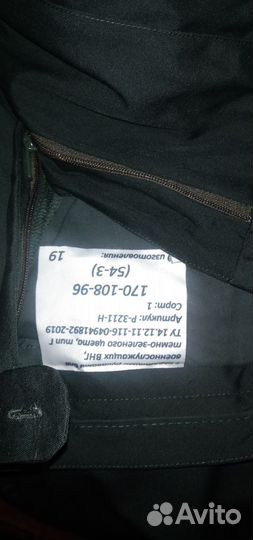 военнослужащих ВНГ,
темно-зеленого цвета, тип Г
ТУ 14.12.11-116-04941892-2019
Артикул: Р-3211-Н
Сорт: 1
170-108-96
(54-3)
изготовления: 19
Avito